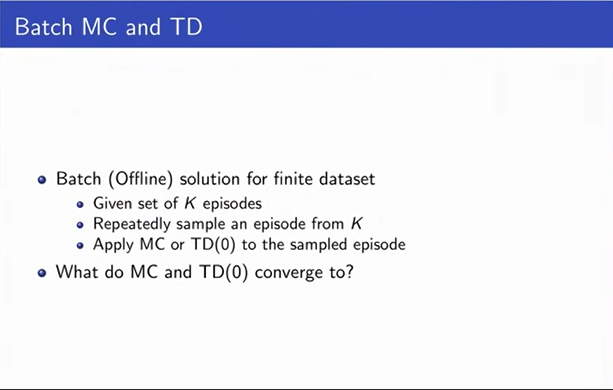 Batch MC and TD
Batch (Offline) solution for finite dataset
Given set of K episodes
Repeatedly sample an episode from K
Apply MC or TD(0) to the sampled episode
What do MC and TD(0) converge to?